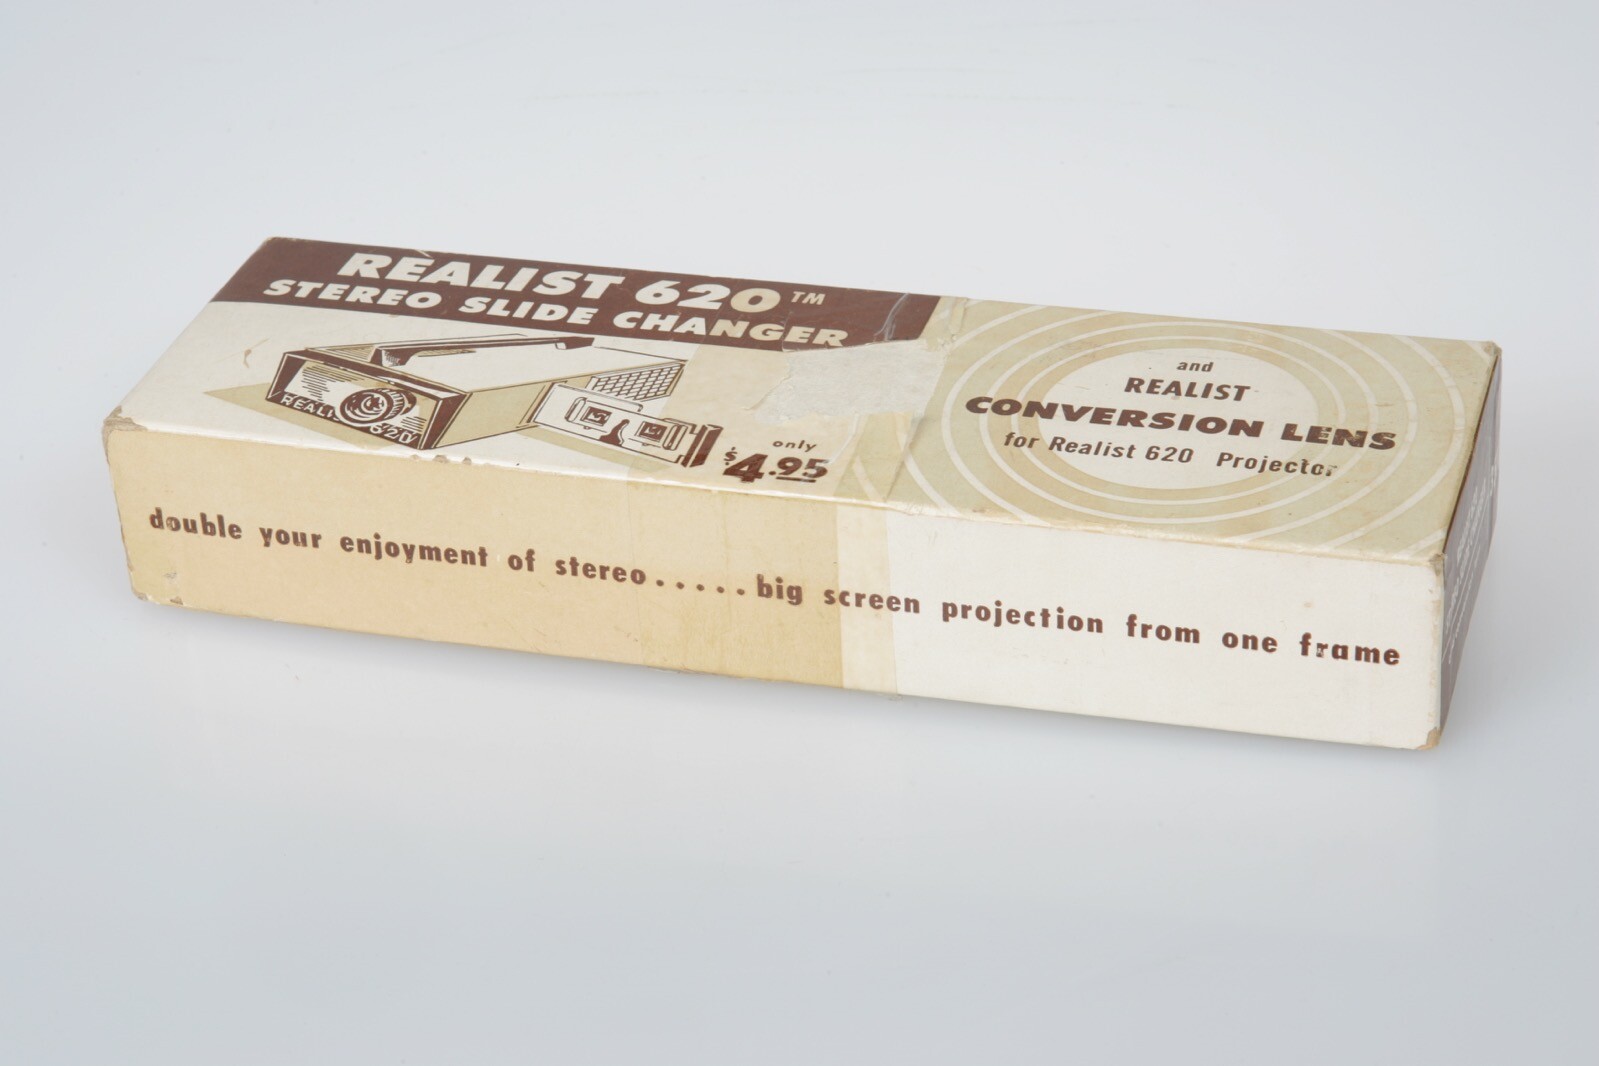 REALIST 620™
STEREO SLIDE CHANGER
REALI
620
only
$4.95
and
REALIST
CONVERSION LENS
for Realist 620 Projector
double your enjoyment of stereo.....big screen projection from one frame